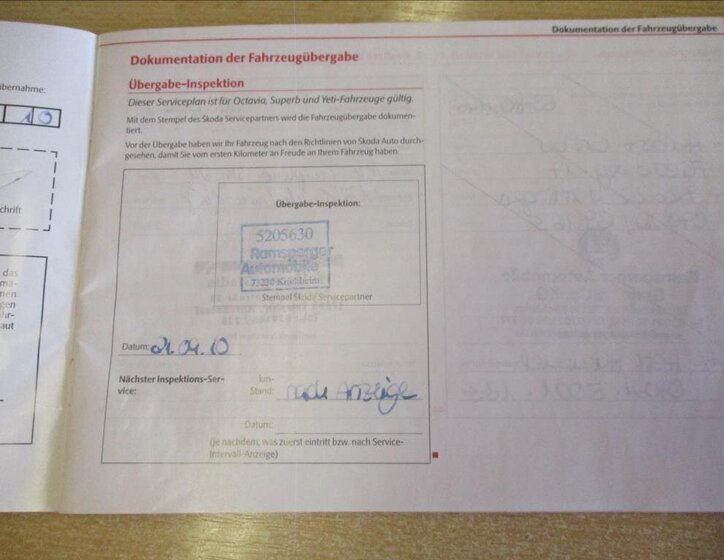 Dokumentation der Fahrzeugübergabe
bernahme:
10
chrift
das
ma-
nen
gen
hr-
aut
Dokumentation der Fahrzeugübergabe
Übergabe-Inspektion
Dieser Serviceplan ist für Octavia, Superb und Yeti-Fahrzeuge gültig.
Mit dem Stempel des Škoda Servicepartners wird die Fahrzeugübergabe dokumen-
tiert.
Vor der Übergabe haben wir Ihr Fahrzeug nach den Richtlinien von Škoda Auto durch-
gesehen, damit Sie vom ersten Kilometer an Freude an Ihrem Fahrzeug haben.
Übergabe-Inspektion:
5205630
Ramsperger
Automobile
73230 Kirchheim
Stempel Škoda Servicepartner
Datum: 21.04.10
Nächster Inspektions-Ser-
vice:
km-
Stand: nach Anzeige
Datum:
(je nachdem, was zuerst eintritt bzw. nach Service-
Intervall-Anzeige)